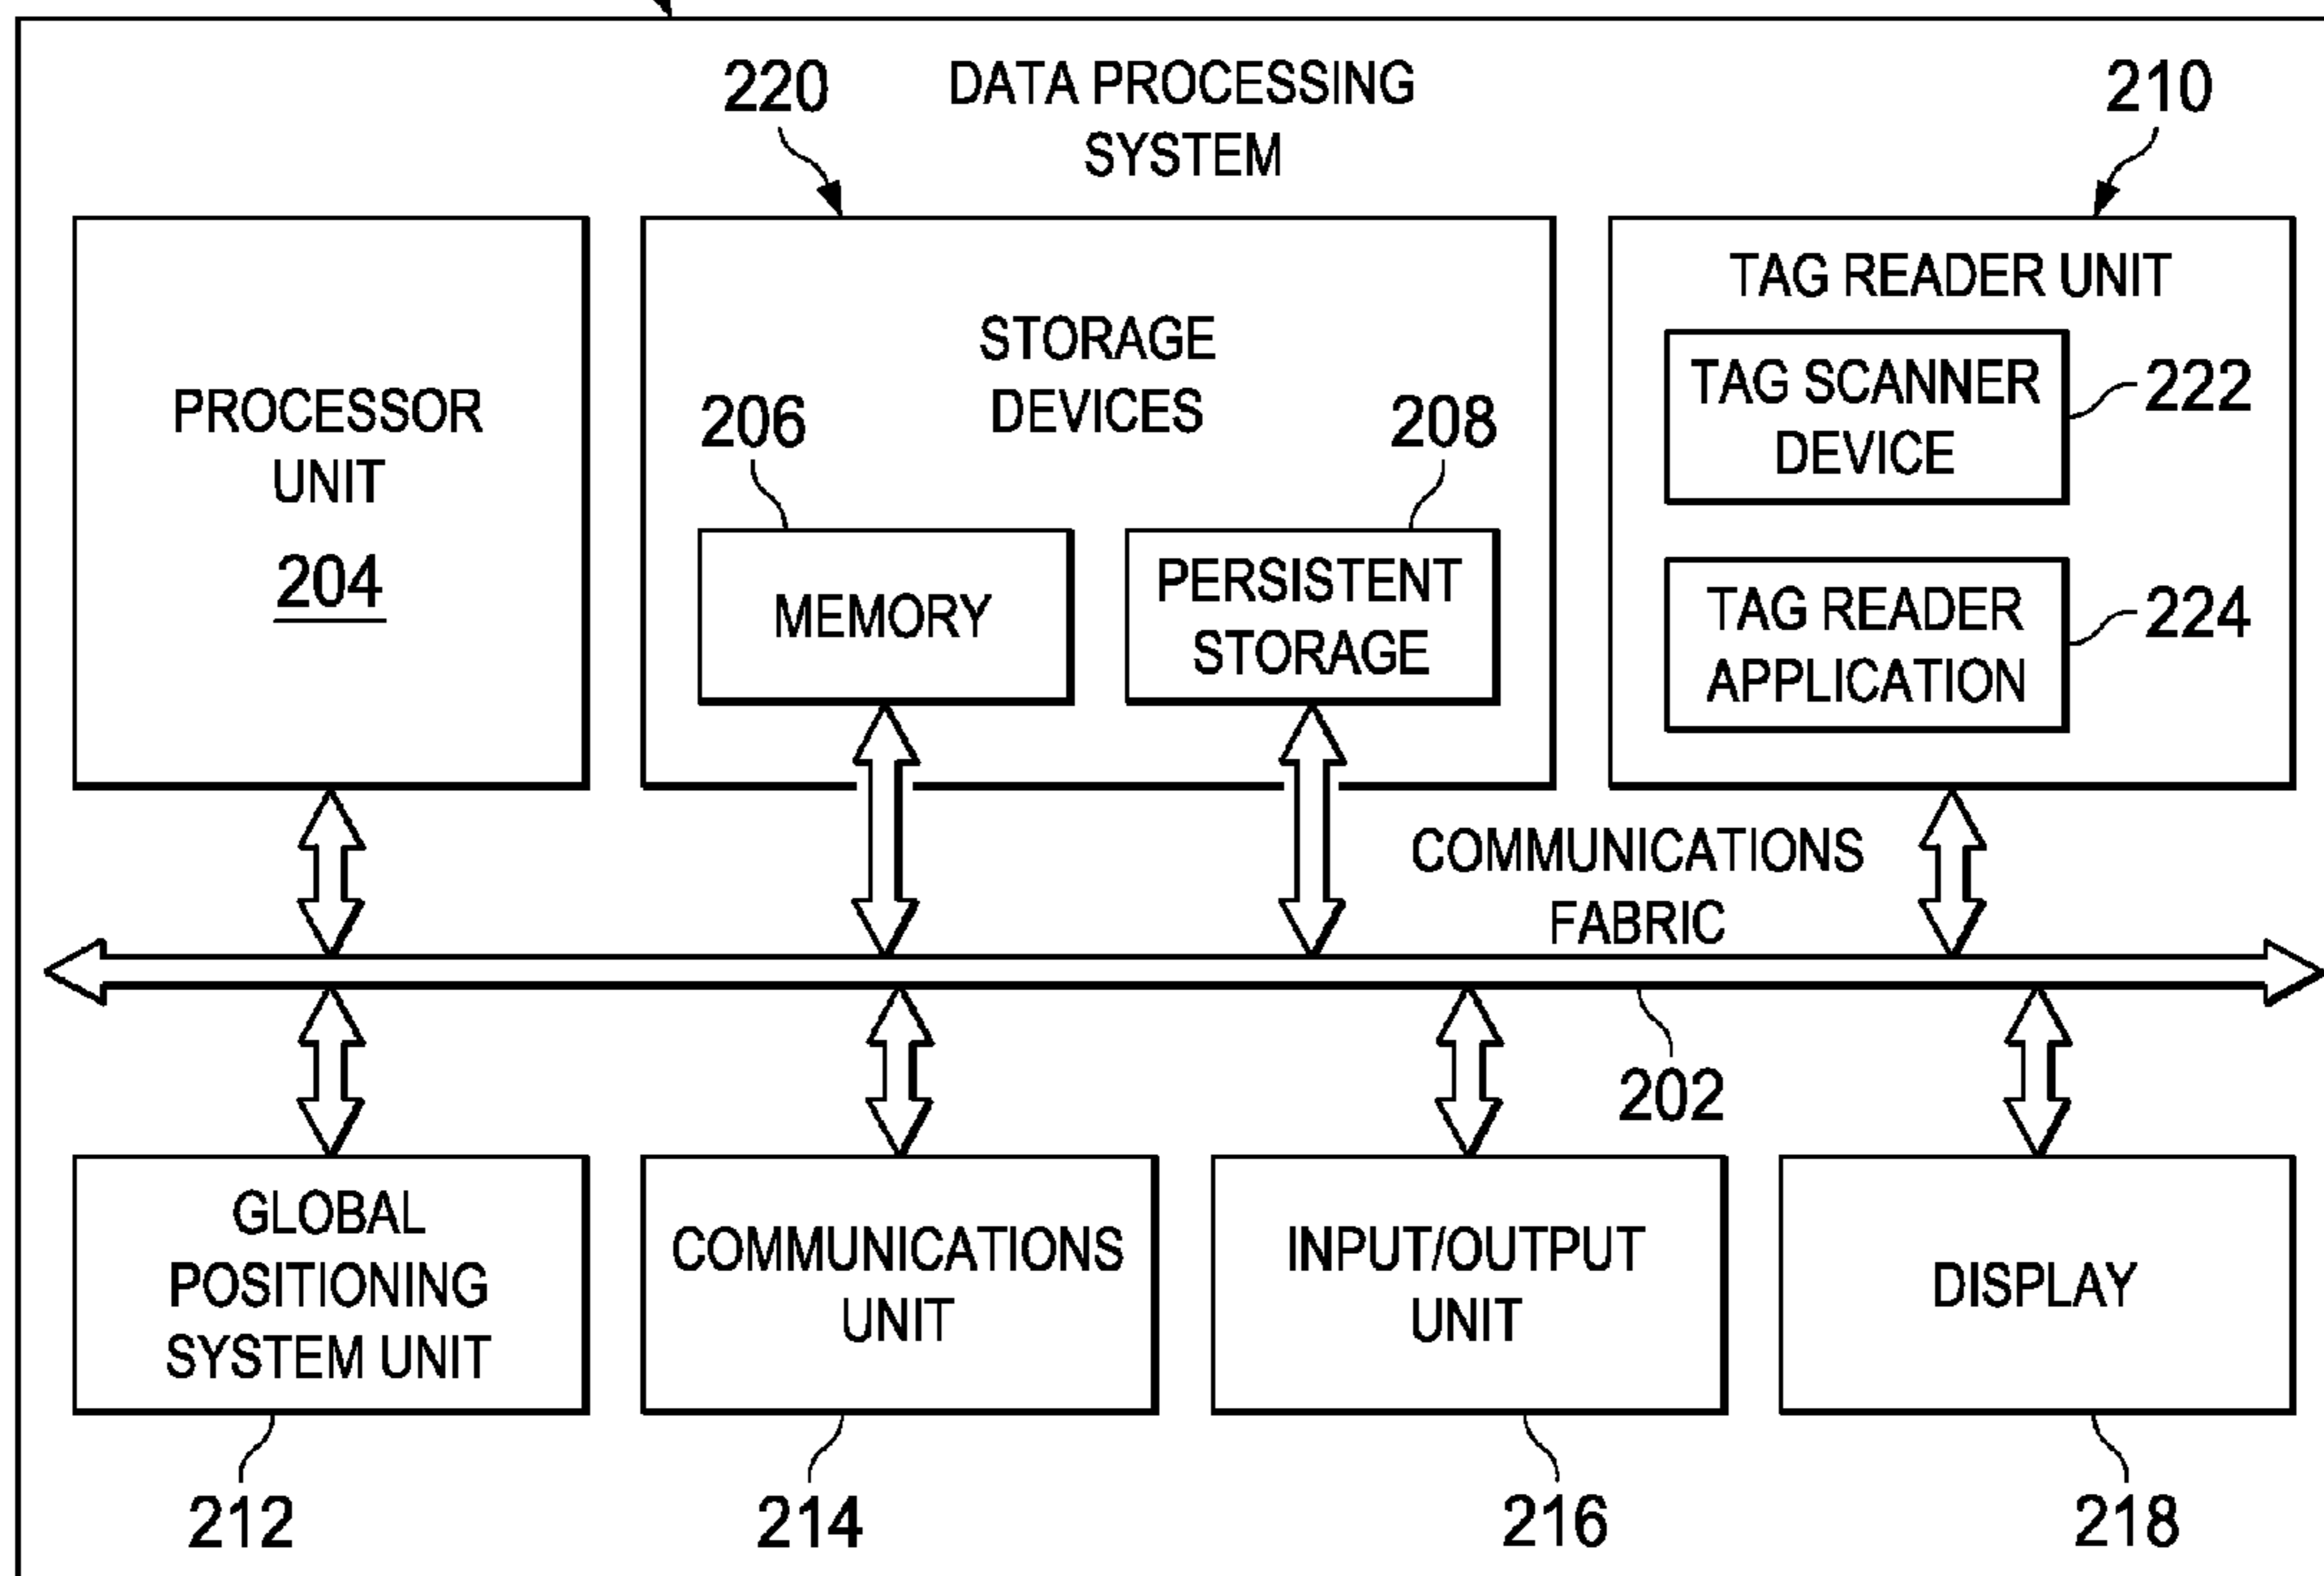 220
DATA PROCESSING
SYSTEM
210
PROCESSOR
UNIT
204
STORAGE
DEVICES
206
208
MEMORY
PERSISTENT
STORAGE
TAG READER UNIT
TAG SCANNER
DEVICE
222
TAG READER
APPLICATION
224
COMMUNICATIONS
FABRIC
202
GLOBAL
POSITIONING
SYSTEM UNIT
COMMUNICATIONS
UNIT
INPUT/OUTPUT
UNIT
DISPLAY
212
214
216
218